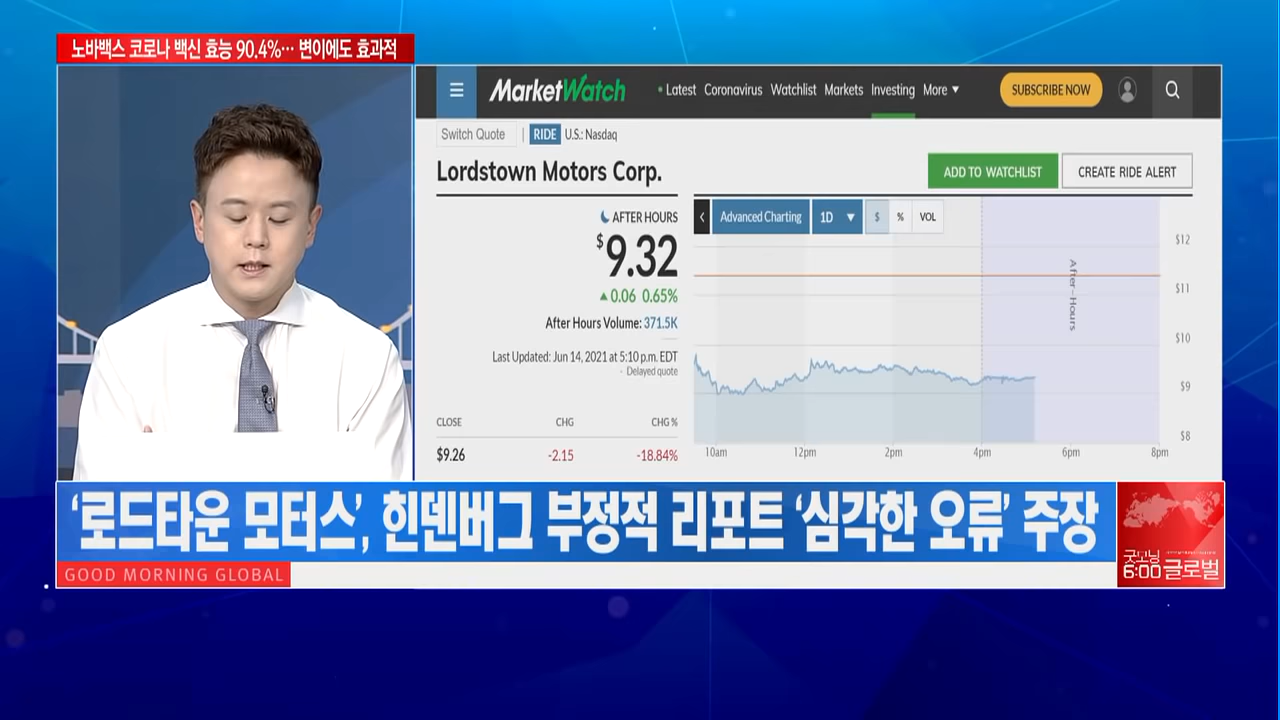 노바백스 코로나 백신 효능 90.4%… 변이에도 효과적
MarketWatch
• Latest Coronavirus Watchlist Markets Investing More ▼
SUBSCRIBE NOW
Switch Quote | RIDE U.S.: Nasdaq
Lordstown Motors Corp.
ADD TO WATCHLIST
CREATE RIDE ALERT
AFTER HOURS
$9.32
▲0.06 0.65%
After Hours Volume: 371.5K
Last Updated: Jun 14, 2021 at 5:10 p.m. EDT
- Delayed quote
CLOSE CHG CHG %
$9.26 -2.15 -18.84%
< Advanced Charting 1D ▼ $ % VOL
$12
$11
$10
$9
$8
After-Hours
10am 12pm 2pm 4pm 6pm 8pm
‘로드타운 모터스’, 힌덴버그 부정적 리포트 ‘심각한 오류’ 주장
GOOD MORNING GLOBAL
굿모닝
6:00 글로벌